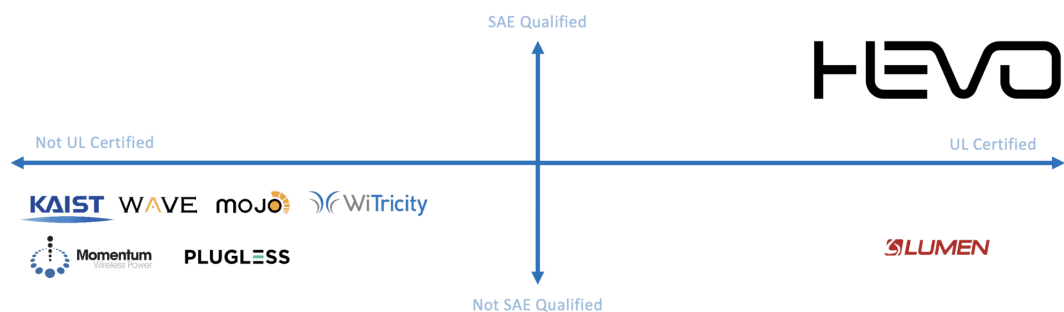 SAE Qualified
HEVO
Not UL Certified
UL Certified
KAIST WAVE mojo WiTricity
Momentum
Wireless Power
PLUGLESS
LUMEN
Not SAE Qualified